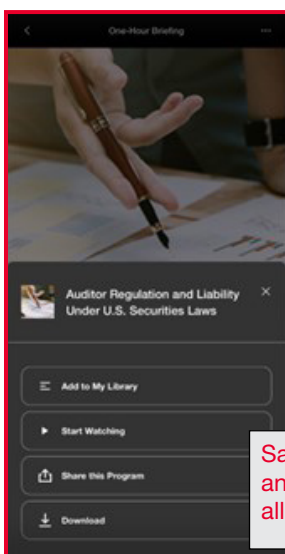 One-Hour Briefing
Auditor Regulation and Liability
Under U.S. Securities Laws
Add to My Library
Start Watching
Share this Program
Download
Sa
an
all